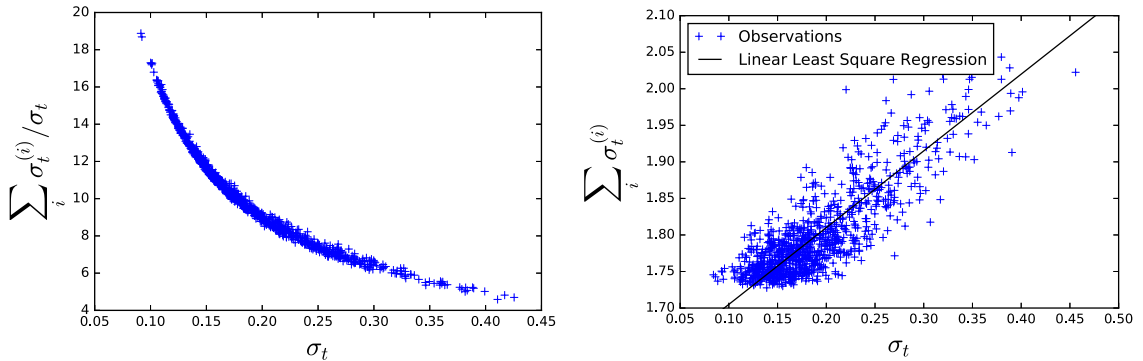 20
18
16
14
12
10
8
6
4
0.05 0.10 0.15 0.20 0.25 0.30 0.35 0.40 0.45
σ_t
∑_i σ_t^{(i)}/σ_t
2.10
2.05
2.00
1.95
1.90
1.85
1.80
1.75
1.70
0.05 0.10 0.15 0.20 0.25 0.30 0.35 0.40 0.45 0.50
σ_t
∑_i σ_t^{(i)}
Observations
Linear Least Square Regression